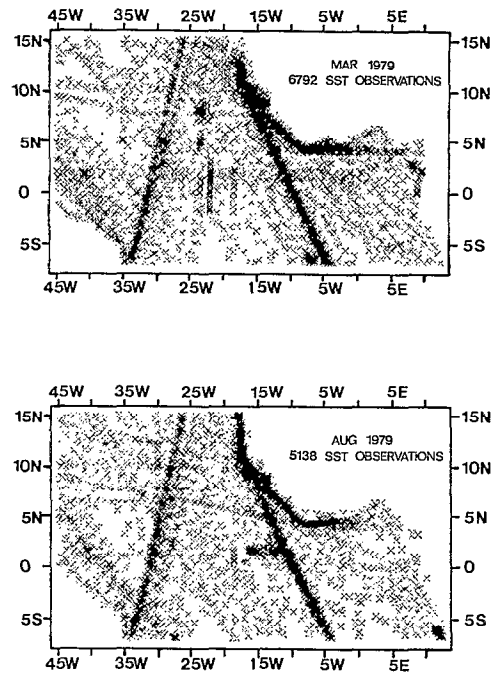 45W 35W 25W 15W 5W 5E
15N 15N
MAR 1979
6792 SST OBSERVATIONS
10N 10N
5N 5N
0 0
5S 5S
45W 35W 25W 15W 5W 5E
45W 35W 25W 15W 5W 5E
15N 15N
AUG 1979
5138 SST OBSERVATIONS
10N 10N
5N 5N
0 0
5S 5S
45W 35W 25W 15W 5W 5E